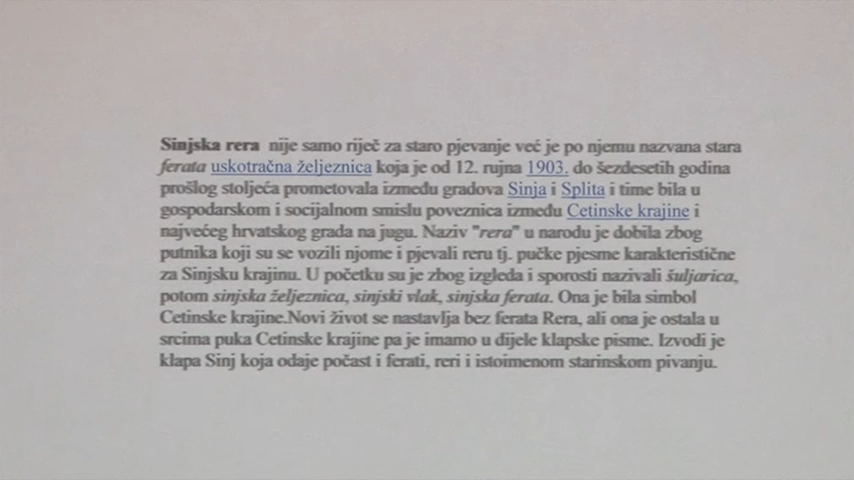 Sinjska rera nije samo riječ za staro pjevanje već je po njemu nazvana stara
ferata uskotračna željeznica koja je od 12. rujna 1903. do šezdesetih godina
prošlog stoljeća prometovala između gradova Sinja i Splita i time bila u
gospodarskom i socijalnom smislu poveznica između Cetinske krajine i
najvećeg hrvatskog grada na jugu. Naziv "rera" u narodu je dobila zbog
putnika koji su se vozili njome i pjevali reru tj. pučke pjesme karakteristične
za Sinjsku krajinu. U početku su je zbog izgleda i sporosti nazivali šuljarica,
potom sinjska željeznica, sinjski vlak, sinjska ferata. Ona je bila simbol
Cetinske krajine.Novi život se nastavlja bez ferata Rera, ali ona je ostala u
srcima puka Cetinske krajine pa je imamo u dijele klapske pisme. Izvodi je
klapa Sinj koja odaje počast i ferati, reri i istoimenom starinskom pivanju.